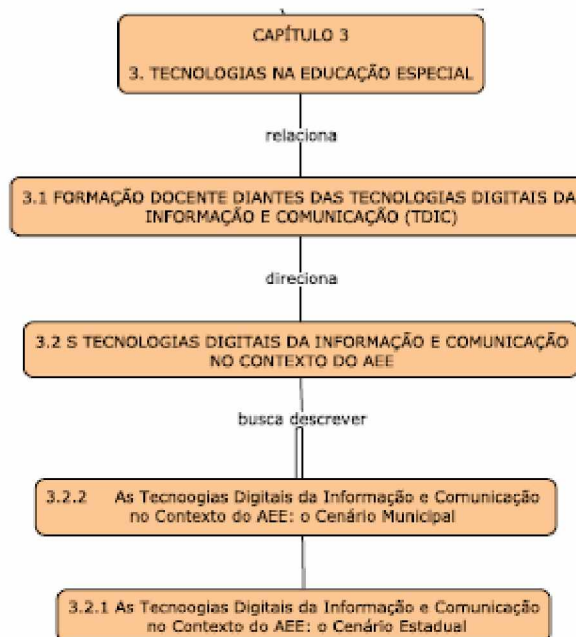 CAPÍTULO 3
3. TECNOLOGIAS NA EDUCAÇÃO ESPECIAL
relaciona
3.1 FORMAÇÃO DOCENTE DIANTES DAS TECNOLOGIAS DIGITAIS DA
INFORMAÇÃO E COMUNICAÇÃO (TDIC)
direciona
3.2 S TECNOLOGIAS DIGITAIS DA INFORMAÇÃO E COMUNICAÇÃO
NO CONTEXTO DO AEE
busca descrever
3.2.2 As Tecnoogias Digitais da Informação e Comunicação
no Contexto do AEE: o Cenário Municipal
3.2.1 As Tecnoogias Digitais da Informação e Comunicação
no Contexto do AEE: o Cenário Estadual